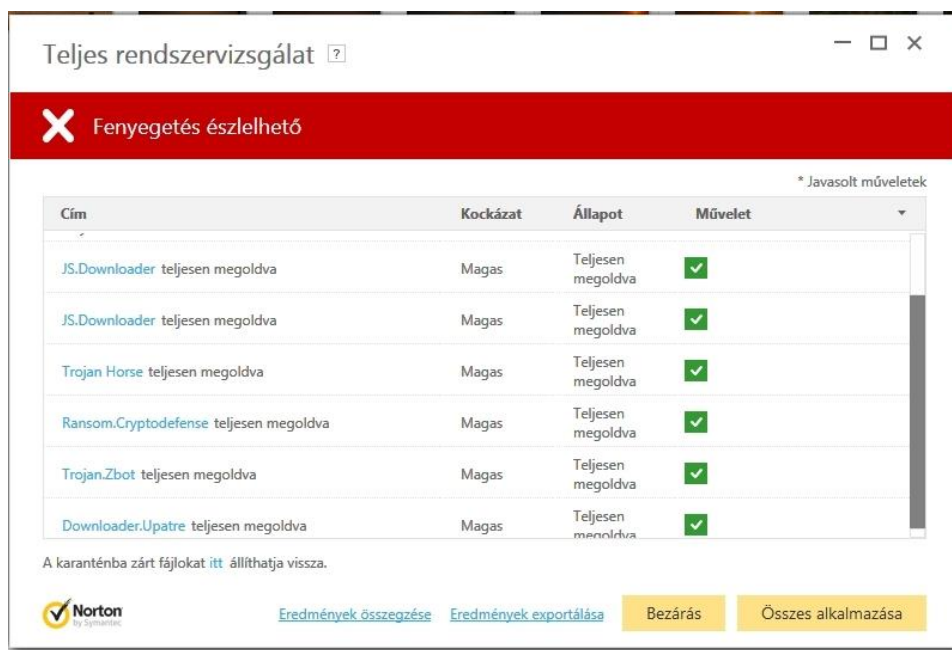 Teljes rendszervizsgálat ?
Fenyegetés észlelhető
* Javasolt műveletek
Cím Kockázat Állapot Művelet
JS.Downloader teljesen megoldva Magas Teljesen megoldva
JS.Downloader teljesen megoldva Magas Teljesen megoldva
Trojan Horse teljesen megoldva Magas Teljesen megoldva
Ransom.Cryptodefense teljesen megoldva Magas Teljesen megoldva
Trojan.Zbot teljesen megoldva Magas Teljesen megoldva
Downloader.Upatre teljesen megoldva Magas Teljesen megoldva
A karanténba zárt fájlokat itt állíthatja vissza.
Norton
by Symantec
Eredmények összegzése Eredmények exportálása Bezárás Összes alkalmazása